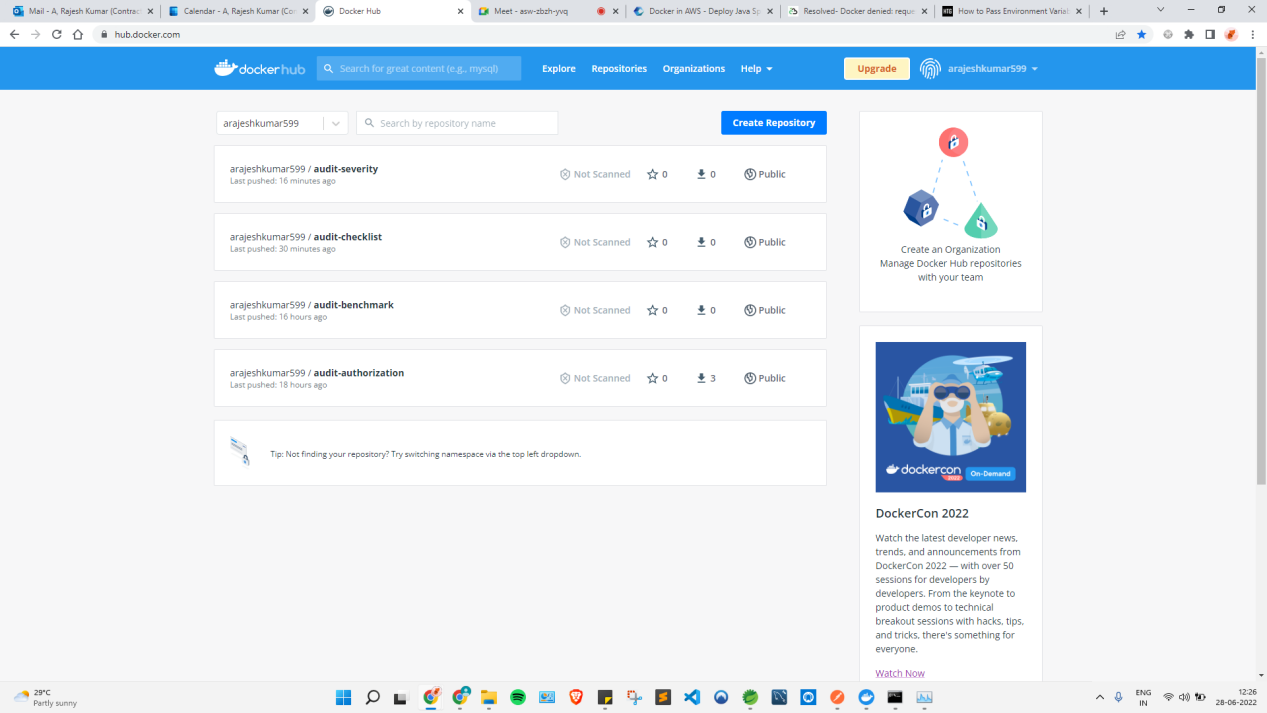 Mail - A, Rajesh Kumar (Contrac
Calendar - A, Rajesh Kumar (Con
Docker Hub
Meet - asw-zbzh-yvq
Docker in AWS - Deploy Java Sp
Resolved- Docker denied: reque
HTG
How to Pass Environment Variab
hub.docker.com
docker hub
Search for great content (e.g., mysql)
Explore
Repositories
Organizations
Help
Upgrade
arajeshkumar599
arajeshkumar599
Search by repository name
Create Repository
arajeshkumar599 / audit-severity
Last pushed: 16 minutes ago
Not Scanned
0
0
Public
arajeshkumar599 / audit-checklist
Last pushed: 30 minutes ago
Not Scanned
0
0
Public
arajeshkumar599 / audit-benchmark
Last pushed: 16 hours ago
Not Scanned
0
0
Public
arajeshkumar599 / audit-authorization
Last pushed: 18 hours ago
Not Scanned
0
3
Public
Tip: Not finding your repository? Try switching namespace via the top left dropdown.
Create an Organization
Manage Docker Hub repositories
with your team
dockercon
2022
On-Demand
DockerCon 2022
Watch the latest developer news,
trends, and announcements from
DockerCon 2022 — with over 50
sessions for developers by
developers. From the keynote to
product demos to technical
breakout sessions with hacks, tips,
and tricks, there's something for
everyone.
Watch Now
29°C
Partly sunny
ENG
IN
12:26
28-06-2022